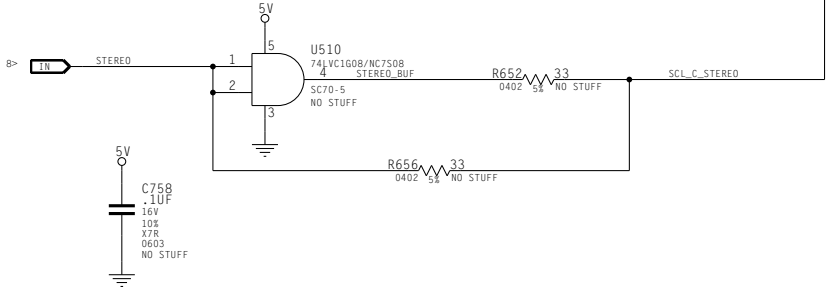 5V
5
U510
74LVC1G08/NC7S08
8>
IN
STEREO
1
4
STEREO_BUF
R652
33
SCL_C_STEREO
2
SC70-5
NO STUFF
0402
5%
NO STUFF
3
5V
R656
33
0402
5%
NO STUFF
C758
.1UF
16V
10%
X7R
0603
NO STUFF